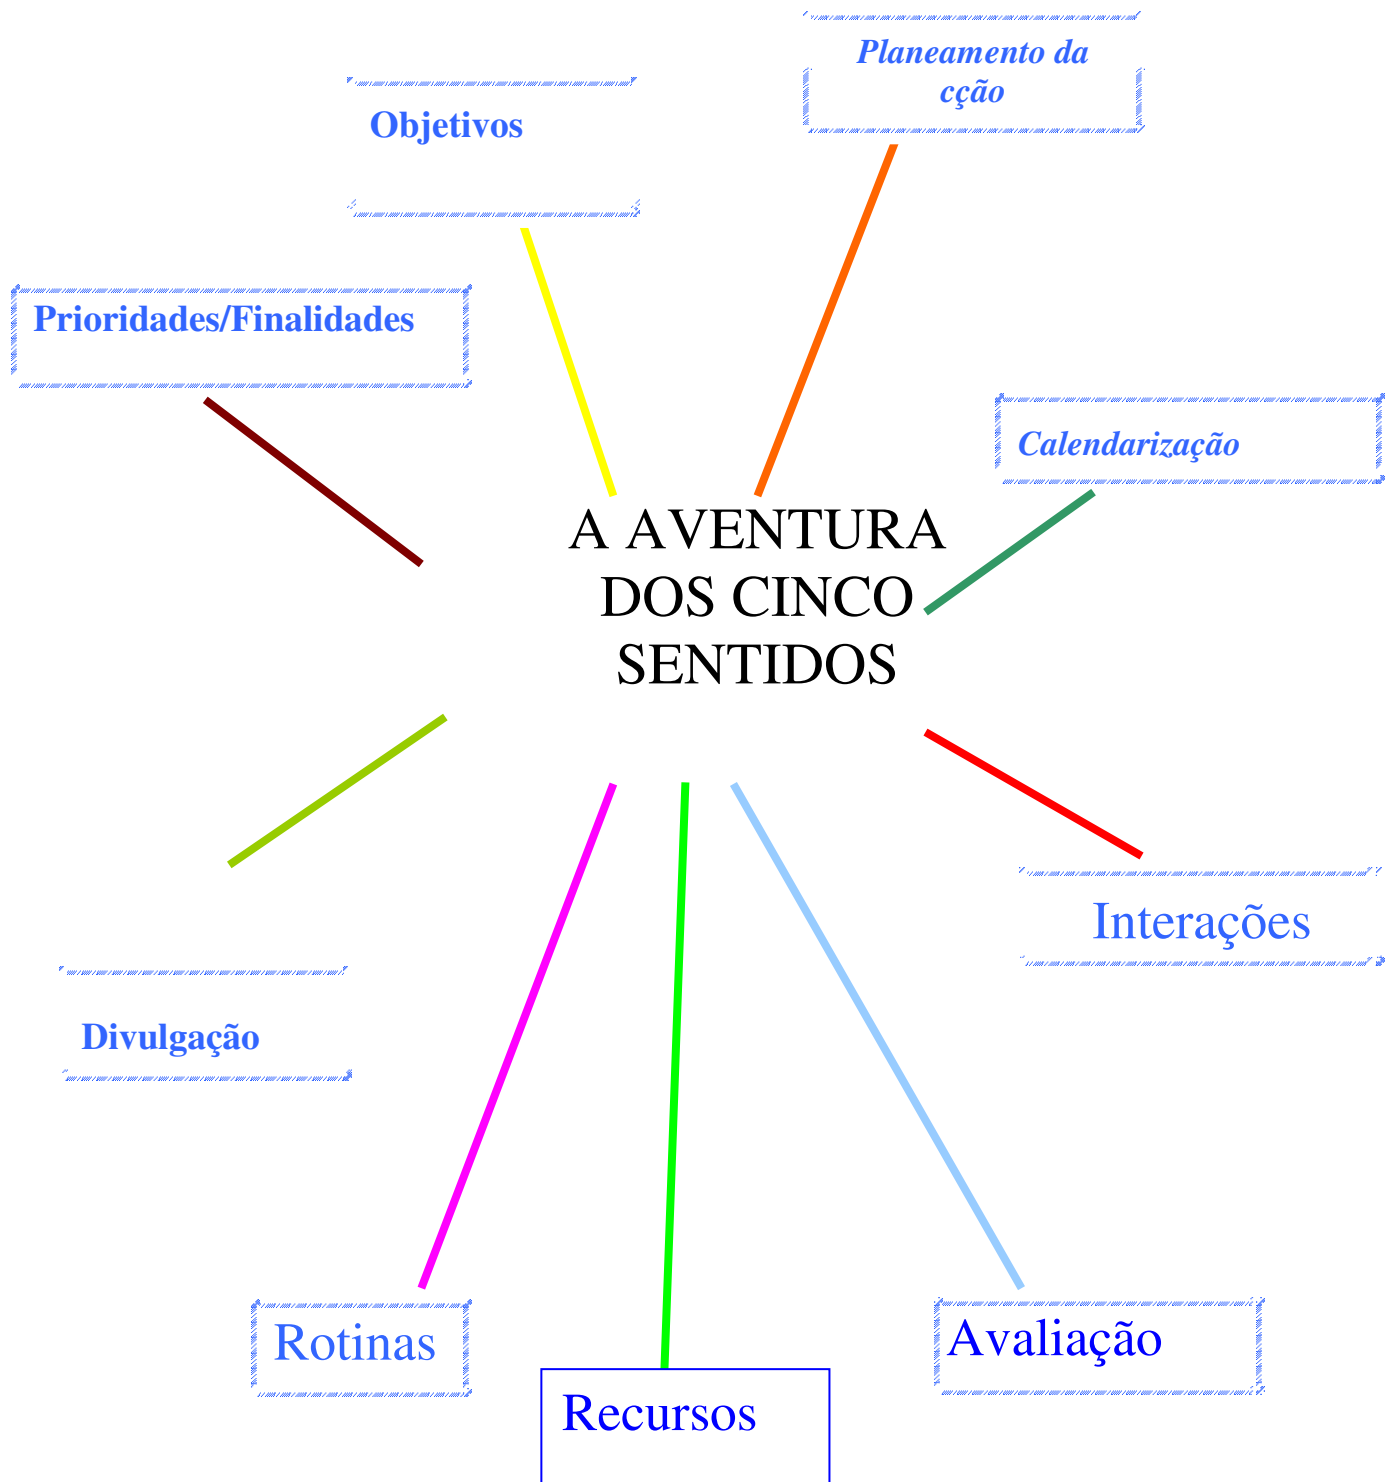 Planeamento da
cção
Objetivos
Prioridades/Finalidades
Calendarização
A AVENTURA
DOS CINCO
SENTIDOS
Interações
Divulgação
Rotinas
Avaliação
Recursos